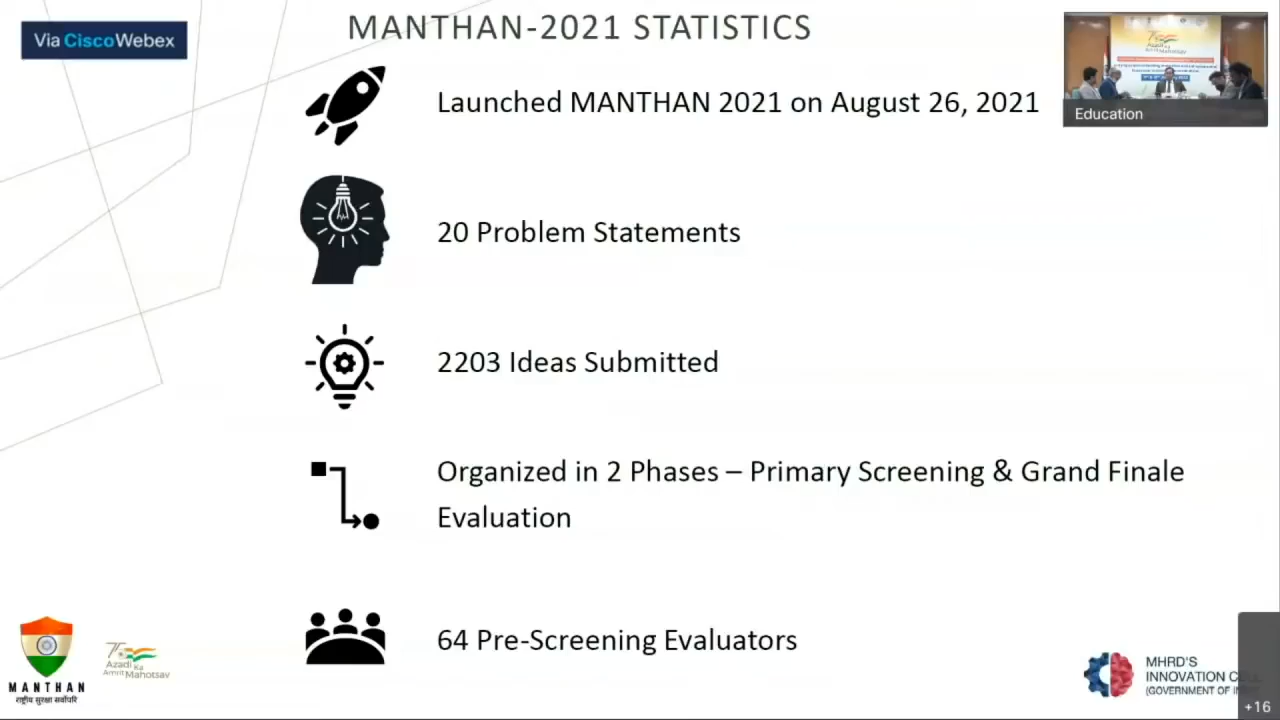 Via CiscoWebex
MANTHAN-2021 STATISTICS
Launched MANTHAN 2021 on August 26, 2021
Education
20 Problem Statements
2203 Ideas Submitted
Organized in 2 Phases – Primary Screening & Grand Finale
Evaluation
64 Pre-Screening Evaluators
MANTHAN
राष्ट्रीय सुरक्षा सर्वोपरि
75
Azadi Ka
Amrit Mahotsav
MHRD'S
INNOVATION
(GOVERNMENT OF
+16